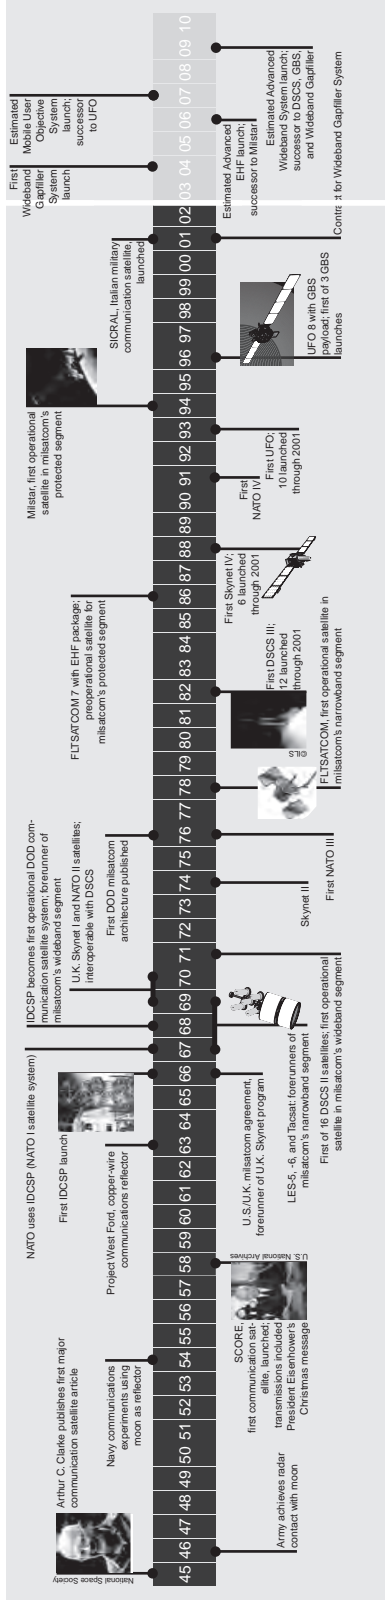 Arthur C. Clarke publishes first major
communication satellite article
National Space Society
Navy communications
experiments using
moon as reflector
Project West Ford, copper-wire
communications reflector
First IDCSP launch
NATO uses IDCSP (NATO I satellite system)
IDCSP becomes first operational DOD com-
munication satellite system; forerunner of
milsatcom's wideband segment
U.K. Skynet I and NATO II satellites;
interoperable with DSCS
First DOD milsatcom
architecture published
FLTSATCOM 7 with EHF package;
preoperational satellite for
milsatcom's protected segment
Milstar, first operational
satellite in milsatcom's
protected segment
SICRAL, Italian military
communication satellite,
launched
First
Wideband
Gapfiller
System
launch
Estimated
Mobile User
Objective
System
launch;
successor
to UFO
45 46 47 48 49 50 51 52 53 54 55 56 57 58 59 60 61 62 63 64 65 66 67 68 69 70 71 72 73 74 75 76 77 78 79 80 81 82 83 84 85 86 87 88 89 90 91 92 93 94 95 96 97 98 99 00 01 02 03 04 05 06 07 08 09 10
Army achieves radar
contact with moon
SCORE,
first communication sat-
ellite, launched;
transmissions included
President Eisenhower's
Christmas message
U.S. National Archives
U.S./U.K. milsatcom agreement,
forerunner of U.K. Skynet program
LES-5, -6, and Tacsat: forerunners of
milsatcom's narrowband segment
First of 16 DSCS II satellites; first operational
satellite in milsatcom's wideband segment
Skynet II
First NATO III
FLTSATCOM, first operational satellite in
milsatcom's narrowband segment
©ILS
First DSCS III;
12 launched
through 2001
First Skynet IV;
6 launched
through 2001
First
NATO IV
First UFO;
10 launched
through 2001
UFO 8 with GBS
payload; first of 3 GBS
launches
Contract for Wideband Gapfiller System
Estimated Advanced
EHF launch;
successor to Milstar
Estimated Advanced
Wideband System launch;
successor to DSCS, GBS,
and Wideband Gapfiller